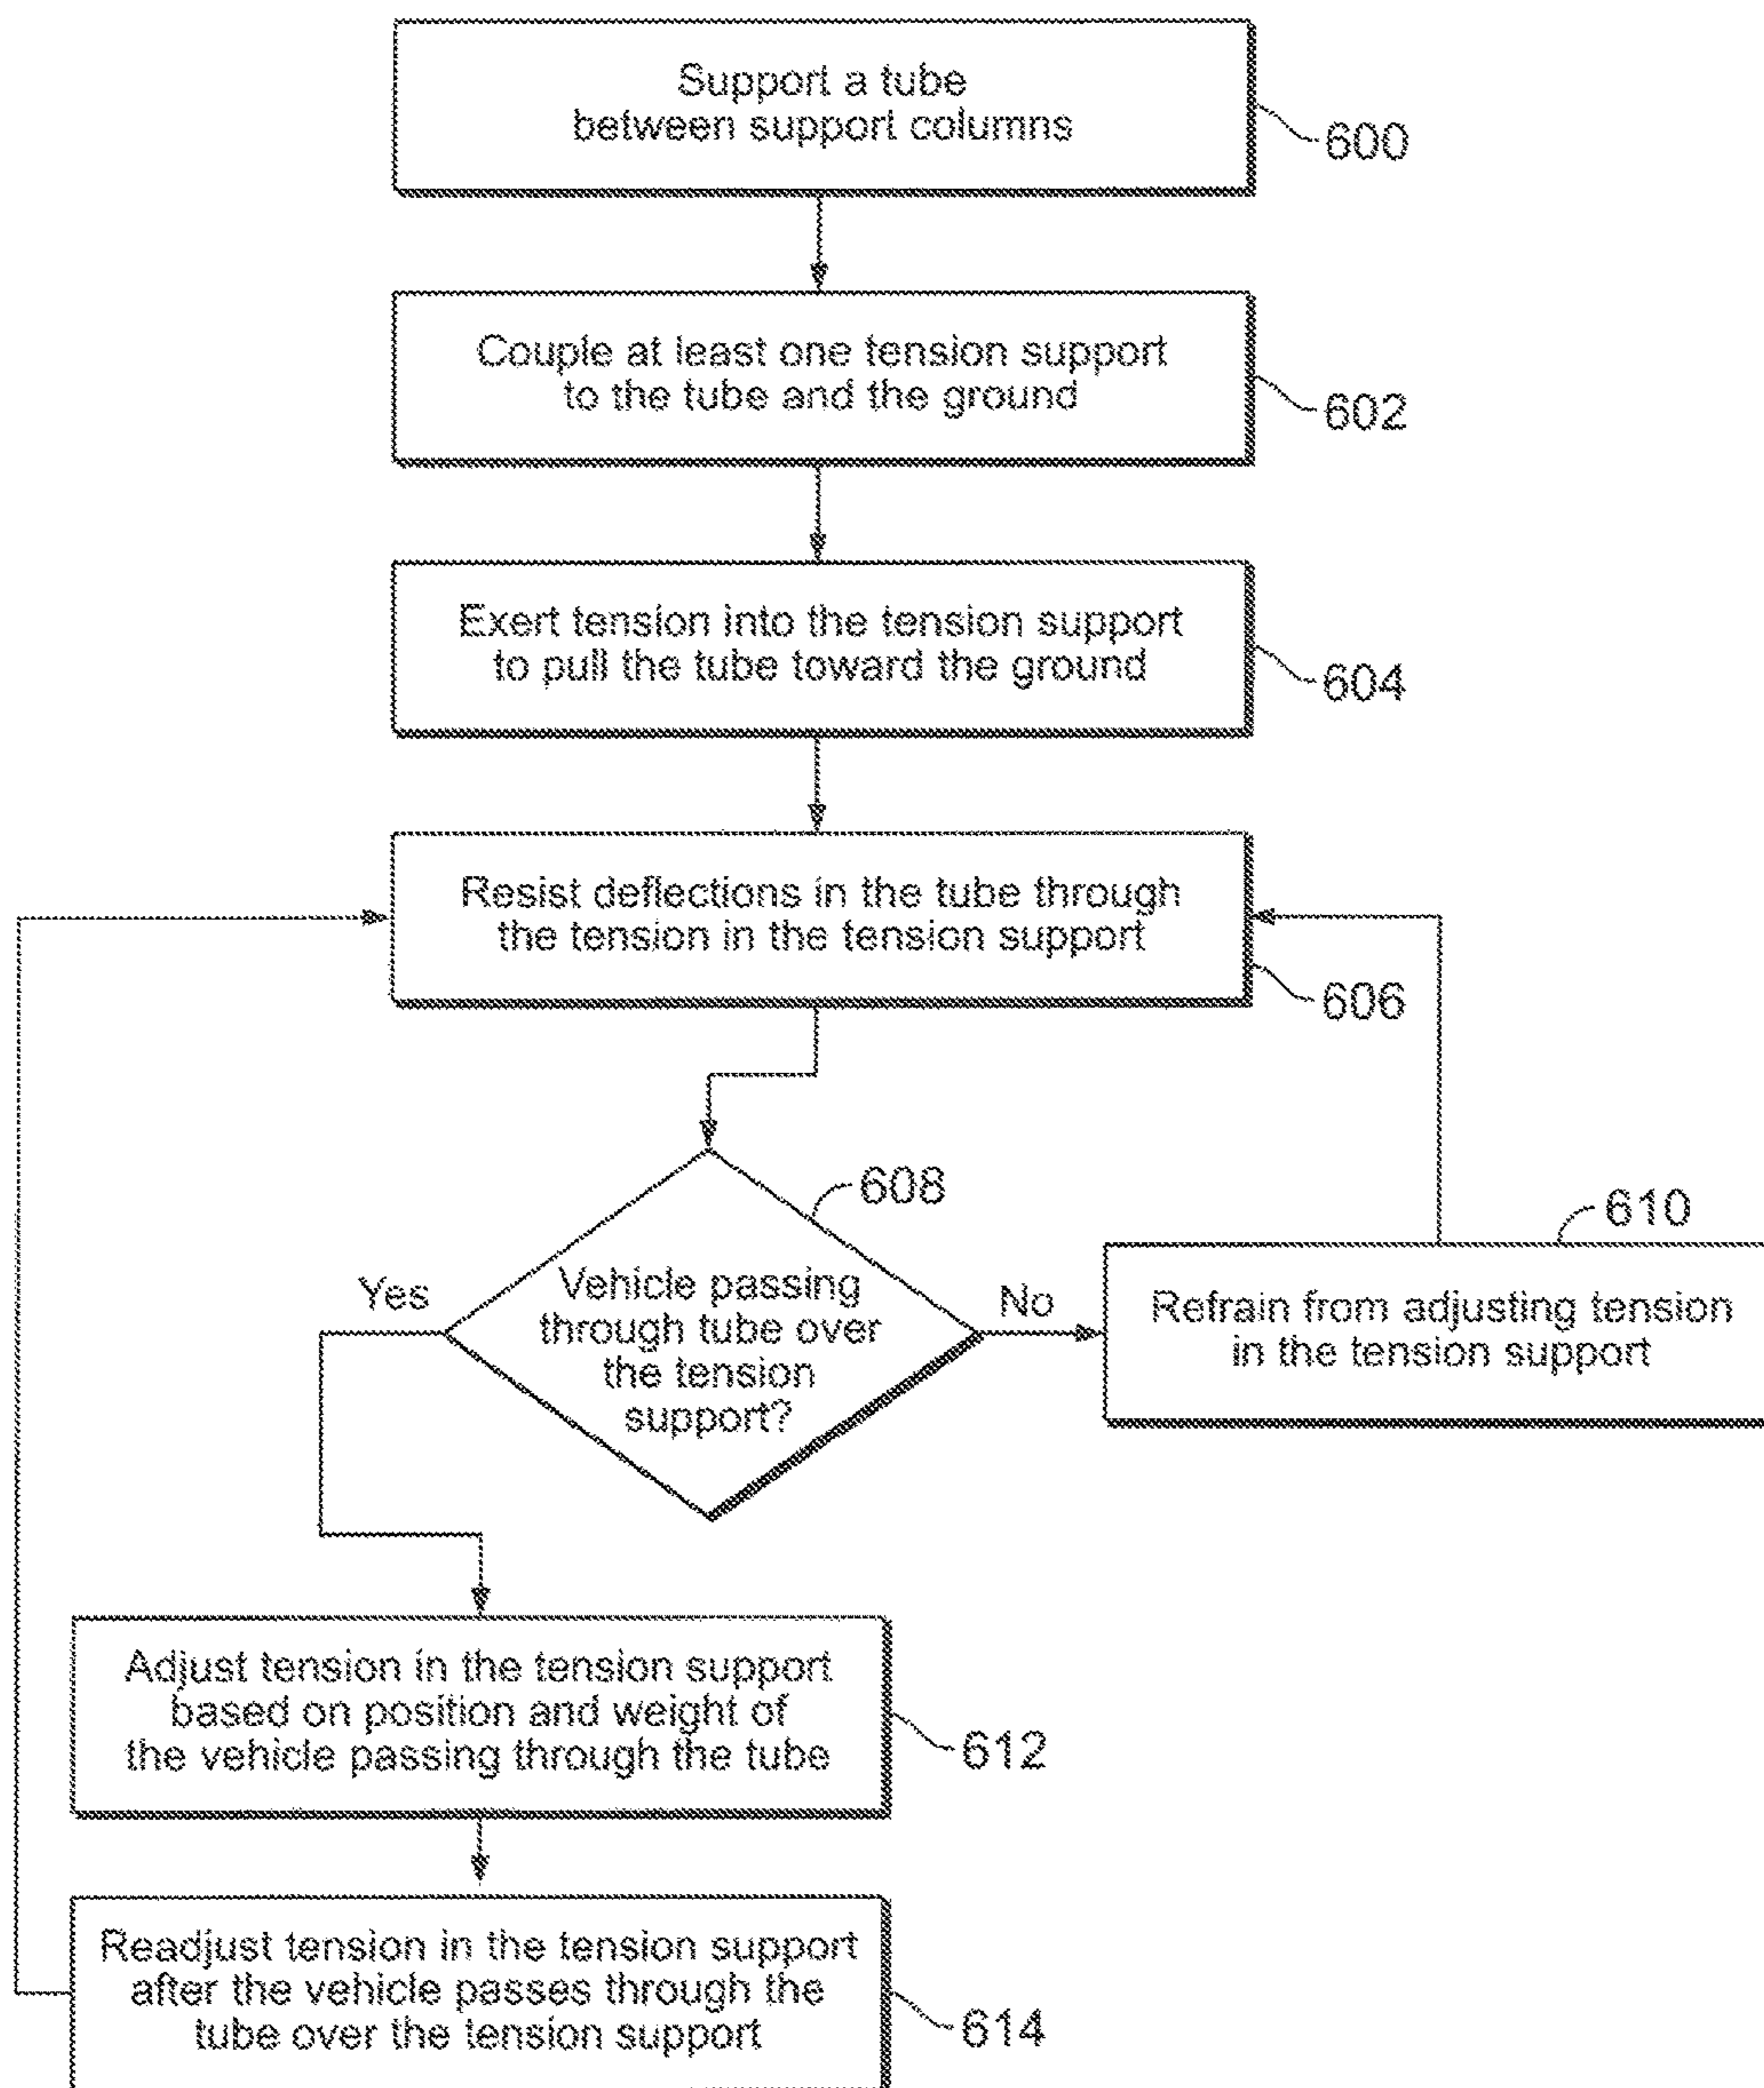 Support a tube
between support columns
600
Couple at least one tension support
to the tube and the ground
602
Exert tension into the tension support
to pull the tube toward the ground
604
Resist deflections in the tube through
the tension in the tension support
606
608
Vehicle passing
through tube over
the tension
support?
Yes
No
610
Refrain from adjusting tension
in the tension support
Adjust tension in the tension support
based on position and weight of
the vehicle passing through the tube
612
Readjust tension in the tension support
after the vehicle passes through the
tube over the tension support
614